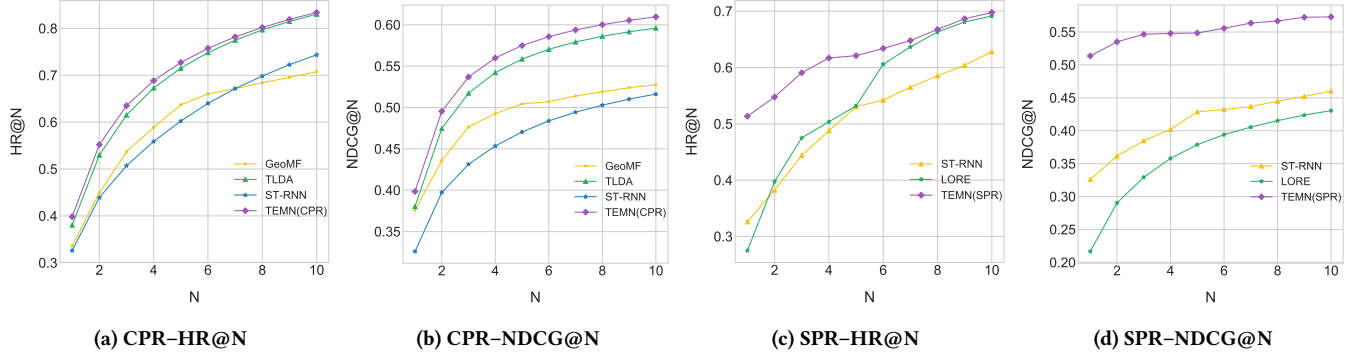 HR@N
0.8
0.7
0.6
0.5
0.4
0.3
2 4 6 8 10
N
GeoMF
TLDA
ST-RNN
TEMN(CPR)
(a) CPR–HR@N
NDCG@N
0.60
0.55
0.50
0.45
0.40
0.35
2 4 6 8 10
N
GeoMF
TLDA
ST-RNN
TEMN(CPR)
(b) CPR–NDCG@N
HR@N
0.7
0.6
0.5
0.4
0.3
2 4 6 8 10
N
ST-RNN
LORE
TEMN(SPR)
(c) SPR–HR@N
NDCG@N
0.55
0.50
0.45
0.40
0.35
0.30
0.25
0.20
2 4 6 8 10
N
ST-RNN
LORE
TEMN(SPR)
(d) SPR–NDCG@N